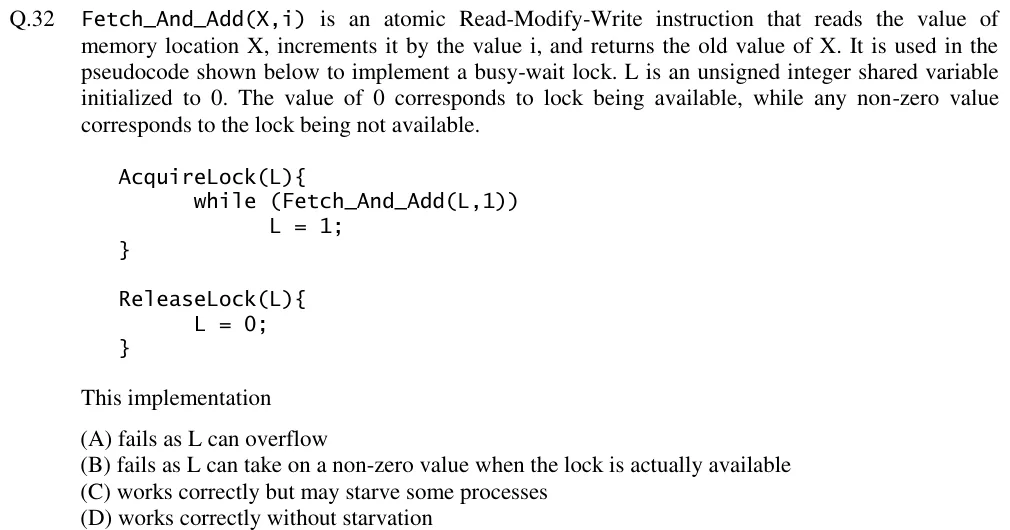 Q.32 Fetch_And_Add(X,i) is an atomic Read-Modify-Write instruction that reads the value of
memory location X, increments it by the value i, and returns the old value of X. It is used in the
pseudocode shown below to implement a busy-wait lock. L is an unsigned integer shared variable
initialized to 0. The value of 0 corresponds to lock being available, while any non-zero value
corresponds to the lock being not available.
AcquireLock(L){
while (Fetch_And_Add(L,1))
L = 1;
}
ReleaseLock(L){
L = 0;
}
This implementation
(A) fails as L can overflow
(B) fails as L can take on a non-zero value when the lock is actually available
(C) works correctly but may starve some processes
(D) works correctly without starvation